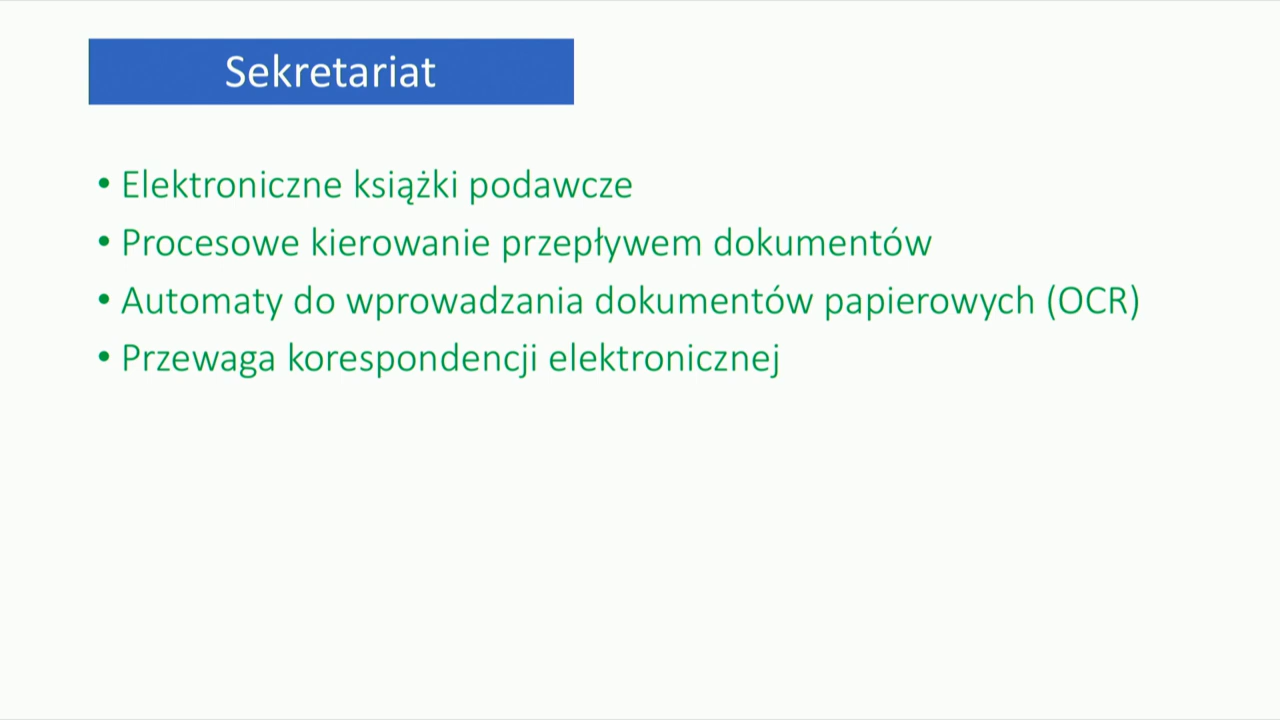 Sekretariat
• Elektroniczne książki podawcze
• Procesowe kierowanie przepływem dokumentów
• Automaty do wprowadzania dokumentów papierowych (OCR)
• Przewaga korespondencji elektronicznej